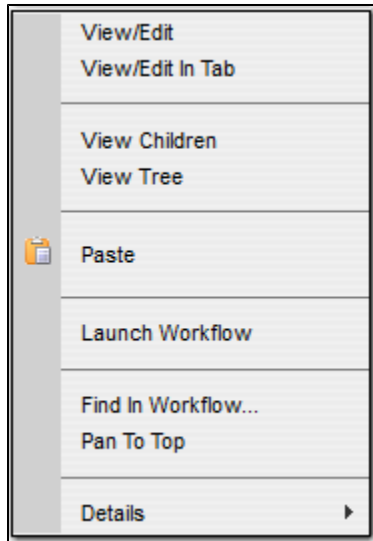 View/Edit
View/Edit In Tab
View Children
View Tree
Paste
Launch Workflow
Find In Workflow...
Pan To Top
Details